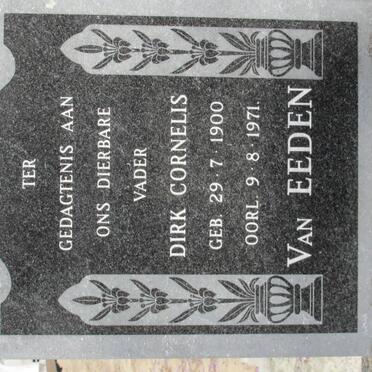 TER
GEDAGTENIS AAN
ONS DIERBARE
VADER
DIRK CORNELIS
GEB. 29·7·1900
OORL. 9·8·1971.
VAN EEDEN